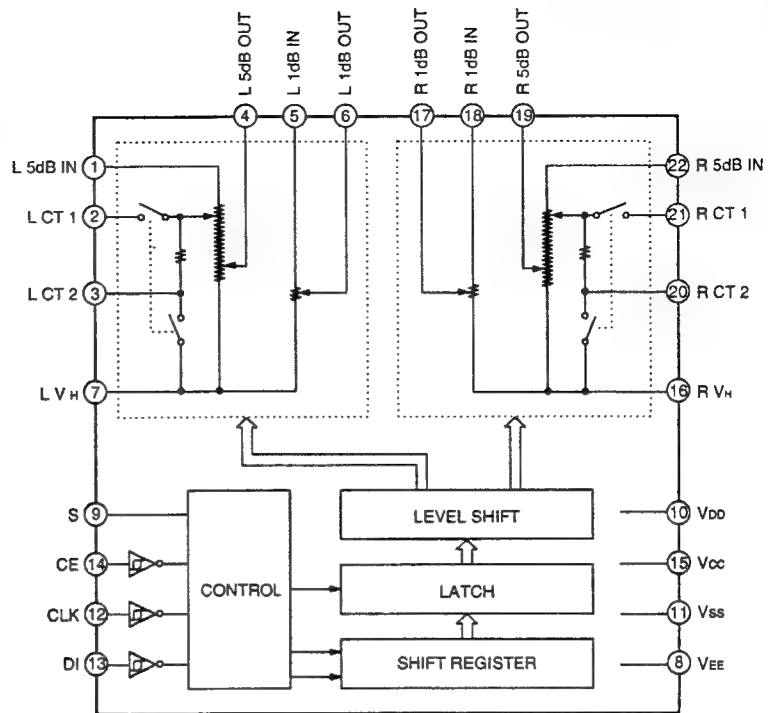 L 5dB OUT
L 1dB IN
L 1dB OUT
R 1dB OUT
R 1dB IN
R 5dB OUT
4
5
6
17
18
19
L 5dB IN 1
22 R 5dB IN
L CT 1 2
21 R CT 1
L CT 2 3
20 R CT 2
L VH 7
16 R VH
S 9
LEVEL SHIFT
10 VDD
CE 14
CONTROL
LATCH
15 VCC
CLK 12
11 VSS
DI 13
SHIFT REGISTER
8 VEE